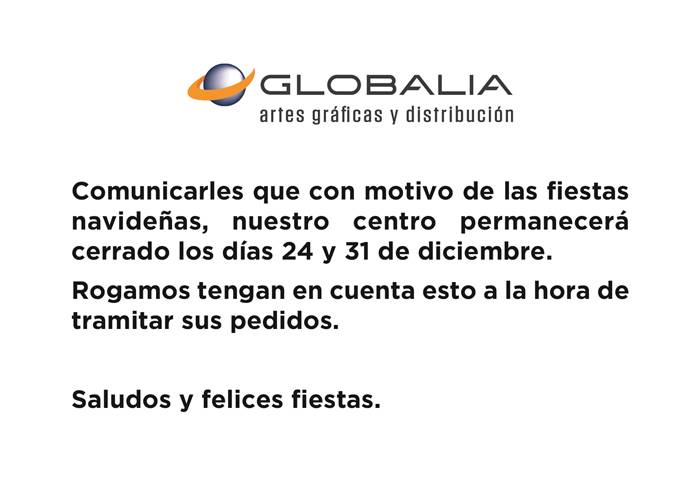 GLOBALIA
artes gráficas y distribución
Comunicarles que con motivo de las fiestas
navideñas, nuestro centro permanecerá
cerrado los días 24 y 31 de diciembre.
Rogamos tengan en cuenta esto a la hora de
tramitar sus pedidos.
Saludos y felices fiestas.